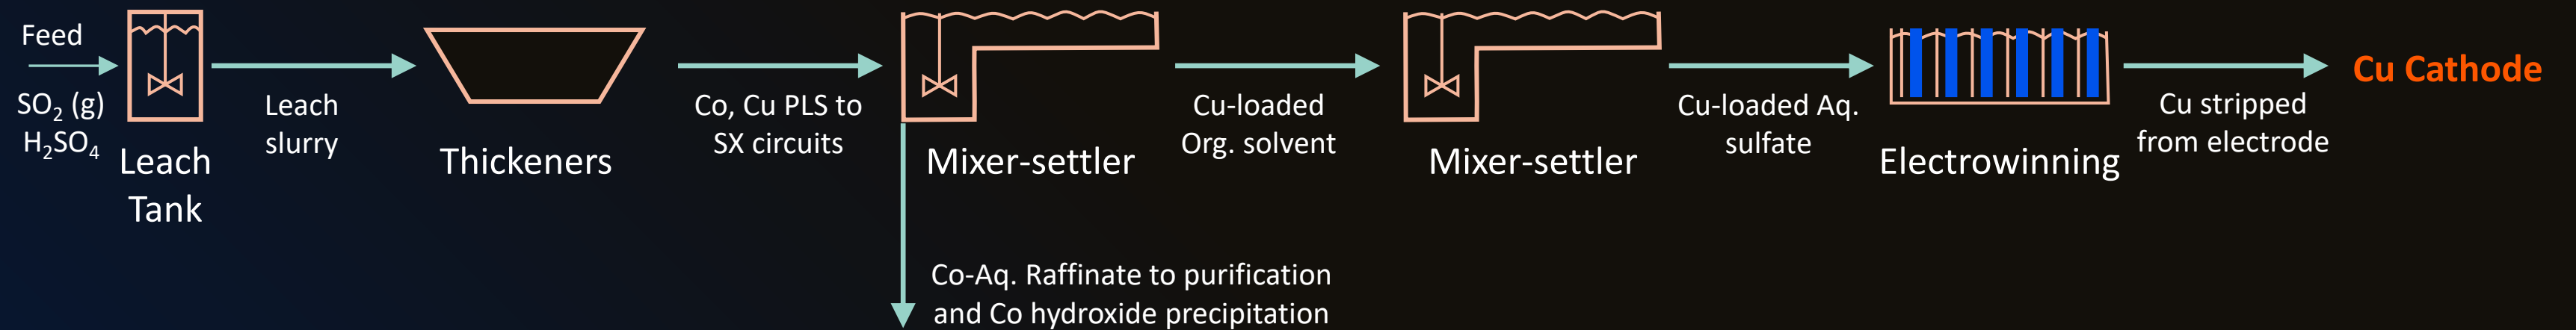 Feed
SO₂ (g)
H₂SO₄
Leach
Tank
Leach
slurry
Thickeners
Co, Cu PLS to
SX circuits
Mixer-settler
Co-Aq. Raffinate to purification
and Co hydroxide precipitation
Cu-loaded
Org. solvent
Mixer-settler
Cu-loaded Aq.
sulfate
Electrowinning
Cu stripped
from electrode
Cu Cathode